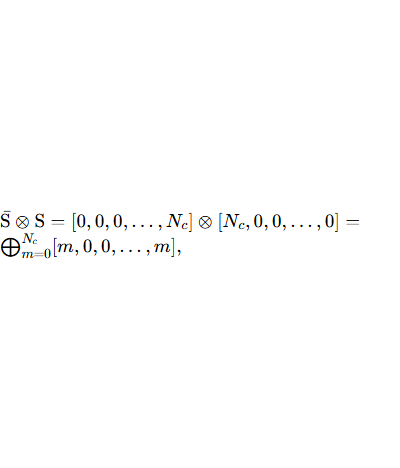 S̄ ⊗ S = [0, 0, 0, . . . , N_c] ⊗ [N_c, 0, 0, . . . , 0] =
⨁_{m=0}^{N_c}[m, 0, 0, . . . , m],